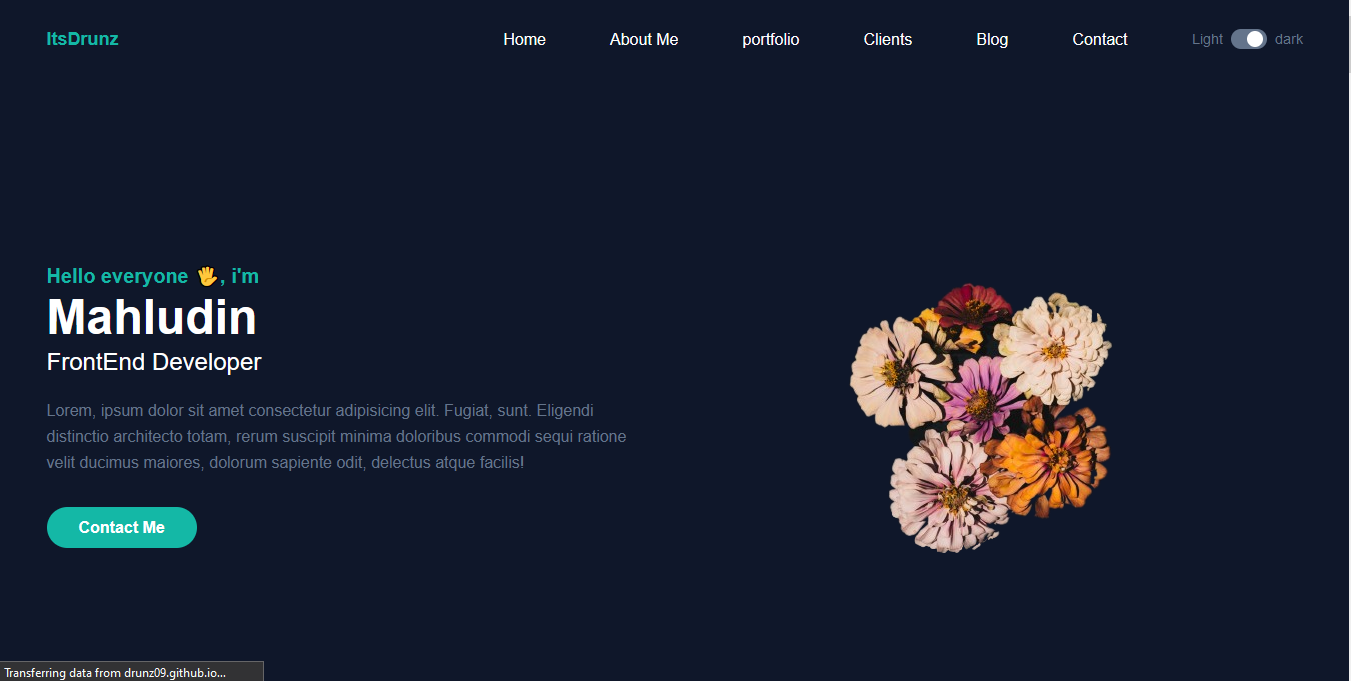 ItsDrunz
Home
About Me
portfolio
Clients
Blog
Contact
Light
dark
Hello everyone 🖐, i'm
Mahludin
FrontEnd Developer
Lorem, ipsum dolor sit amet consectetur adipisicing elit. Fugiat, sunt. Eligendi
distinctio architecto totam, rerum suscipit minima doloribus commodi sequi ratione
velit ducimus maiores, dolorum sapiente odit, delectus atque facilis!
Contact Me
Transferring data from drunz09.github.io...